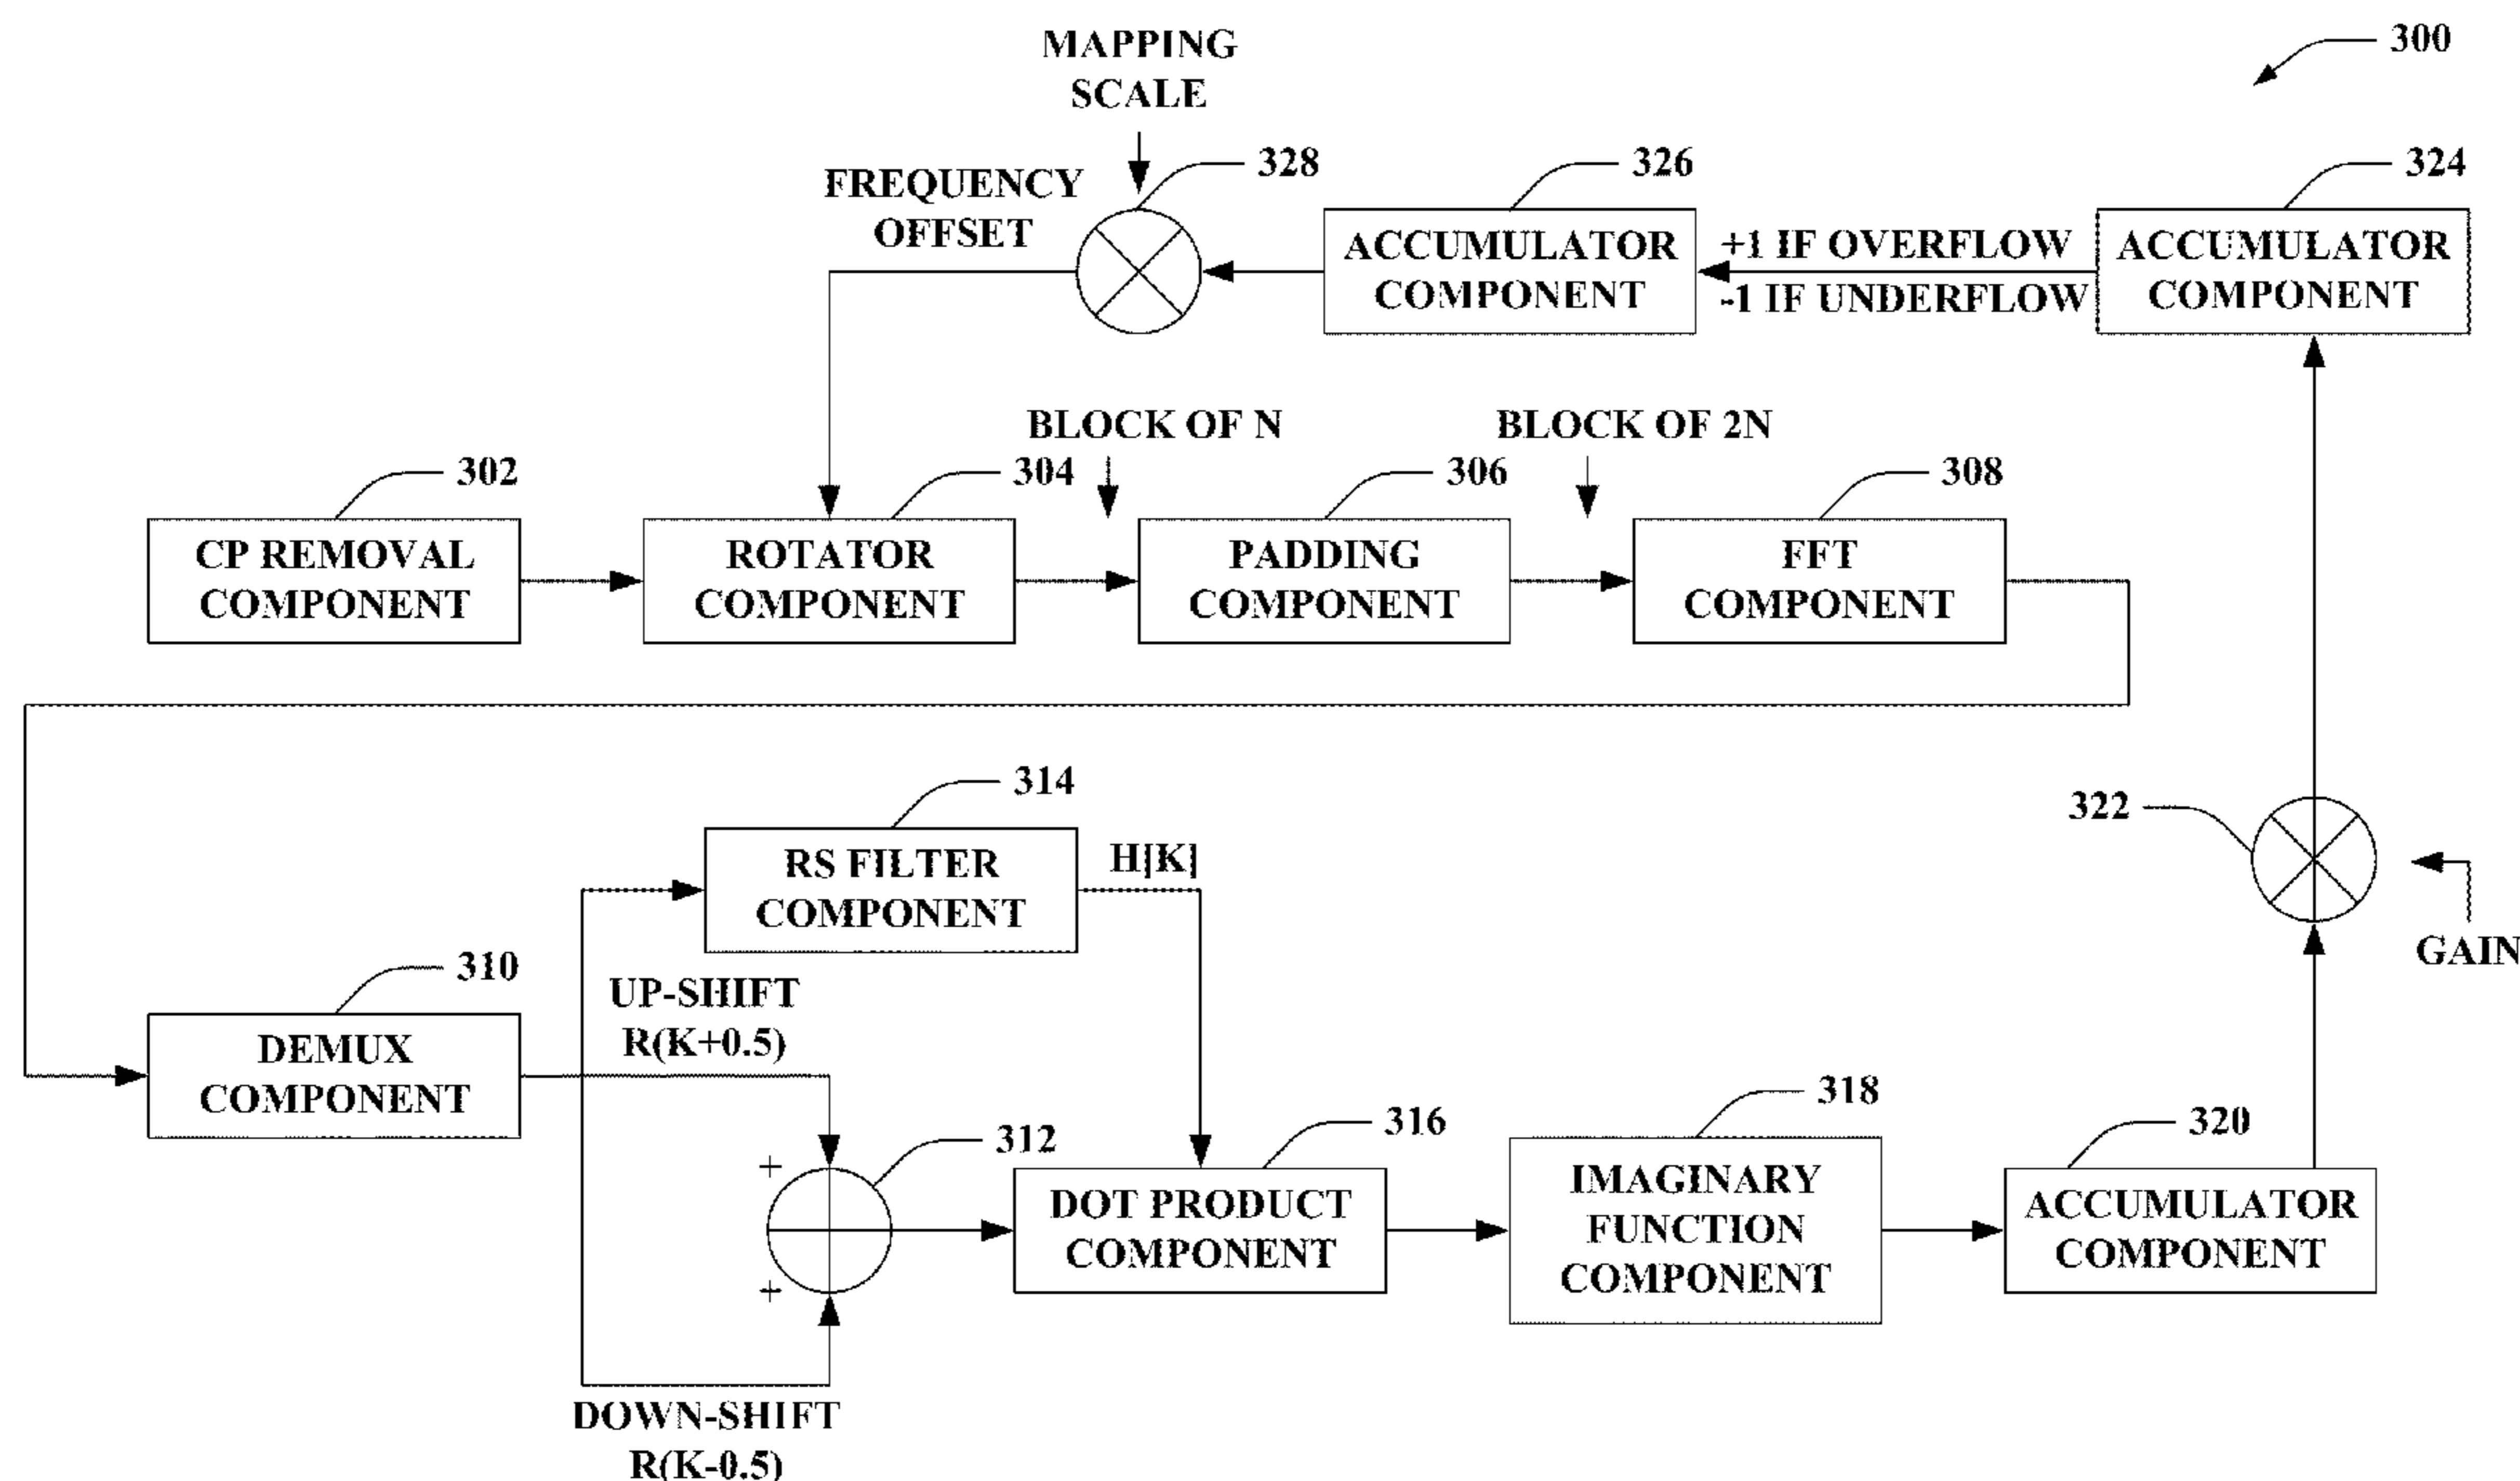 300
MAPPING
SCALE
328
326
324
FREQUENCY
OFFSET
ACCUMULATOR
COMPONENT
+1 IF OVERFLOW
-1 IF UNDERFLOW
ACCUMULATOR
COMPONENT
BLOCK OF N
BLOCK OF 2N
302
304
306
308
CP REMOVAL
COMPONENT
ROTATOR
COMPONENT
PADDING
COMPONENT
FFT
COMPONENT
314
322
RS FILTER
COMPONENT
H[K]
GAIN
310
UP-SHIFT
R(K+0.5)
DEMUX
COMPONENT
312
316
318
320
+
+
DOT PRODUCT
COMPONENT
IMAGINARY
FUNCTION
COMPONENT
ACCUMULATOR
COMPONENT
DOWN-SHIFT
R(K-0.5)